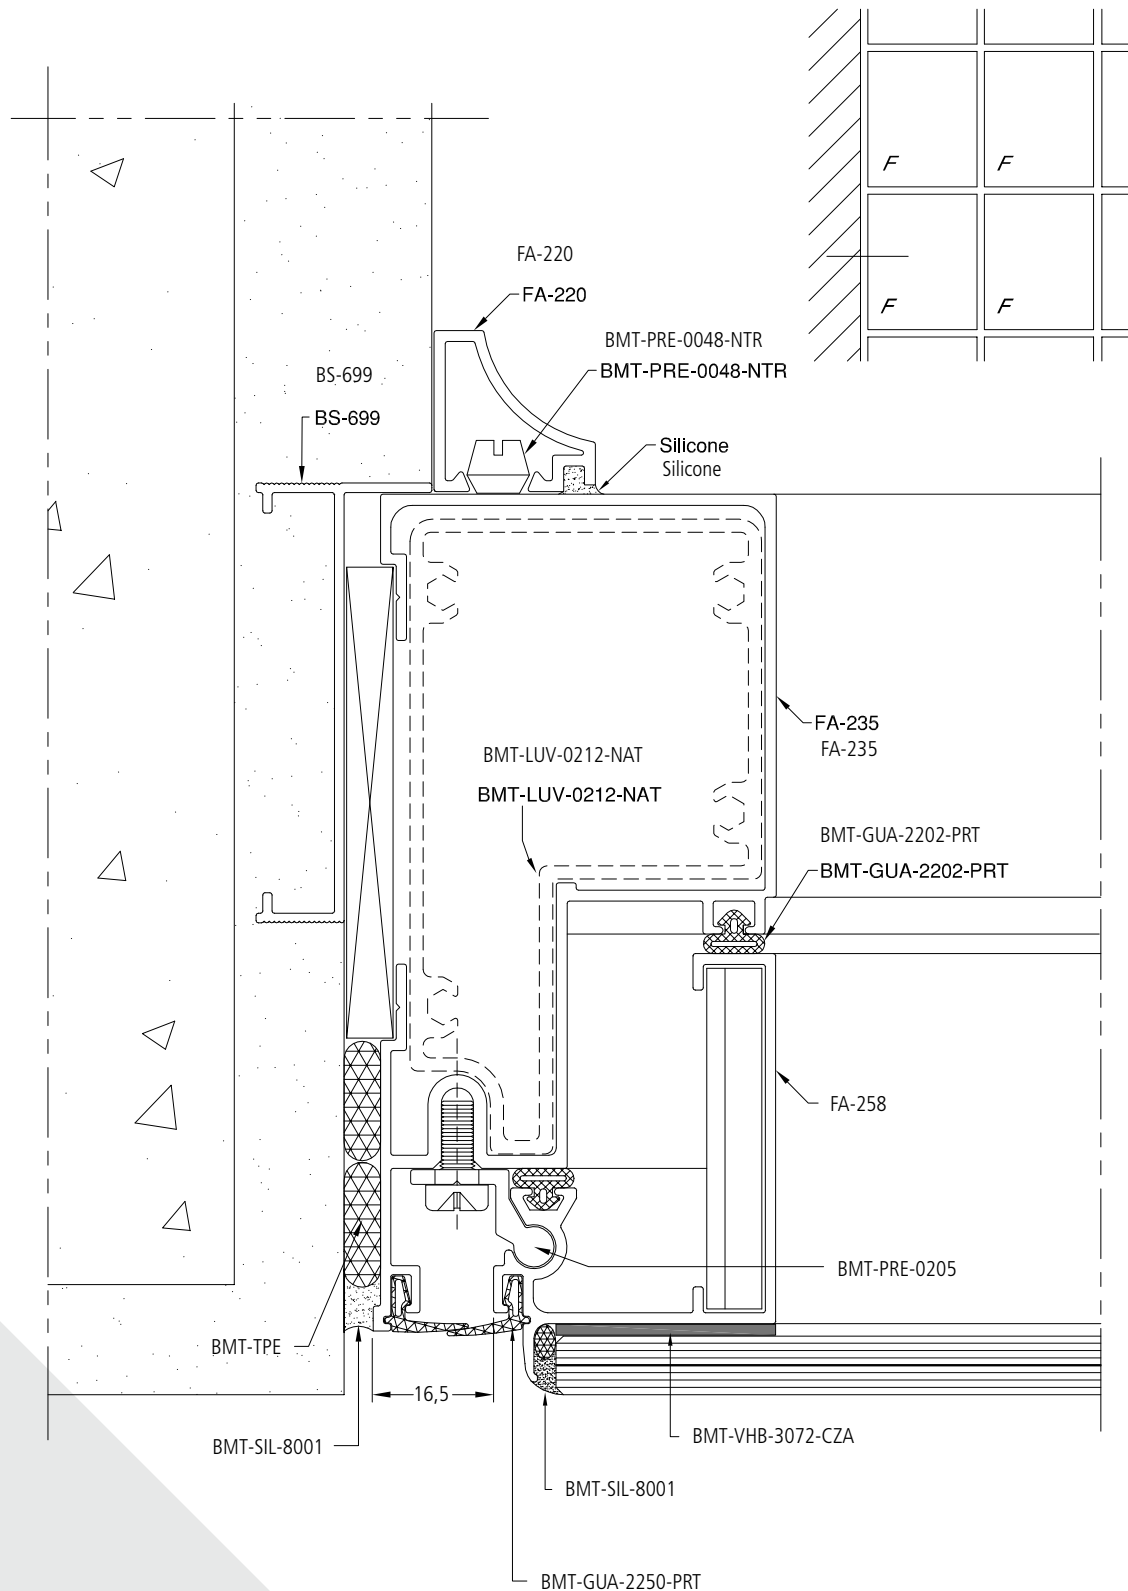 F
F
FA-220
FA-220
F
F
BMT-PRE-0048-NTR
BMT-PRE-0048-NTR
BS-699
BS-699
Silicone
Silicone
FA-235
FA-235
BMT-LUV-0212-NAT
BMT-LUV-0212-NAT
BMT-GUA-2202-PRT
BMT-GUA-2202-PRT
FA-258
BMT-PRE-0205
BMT-TPE
16,5
BMT-SIL-8001
BMT-VHB-3072-CZA
BMT-SIL-8001
BMT-GUA-2250-PRT